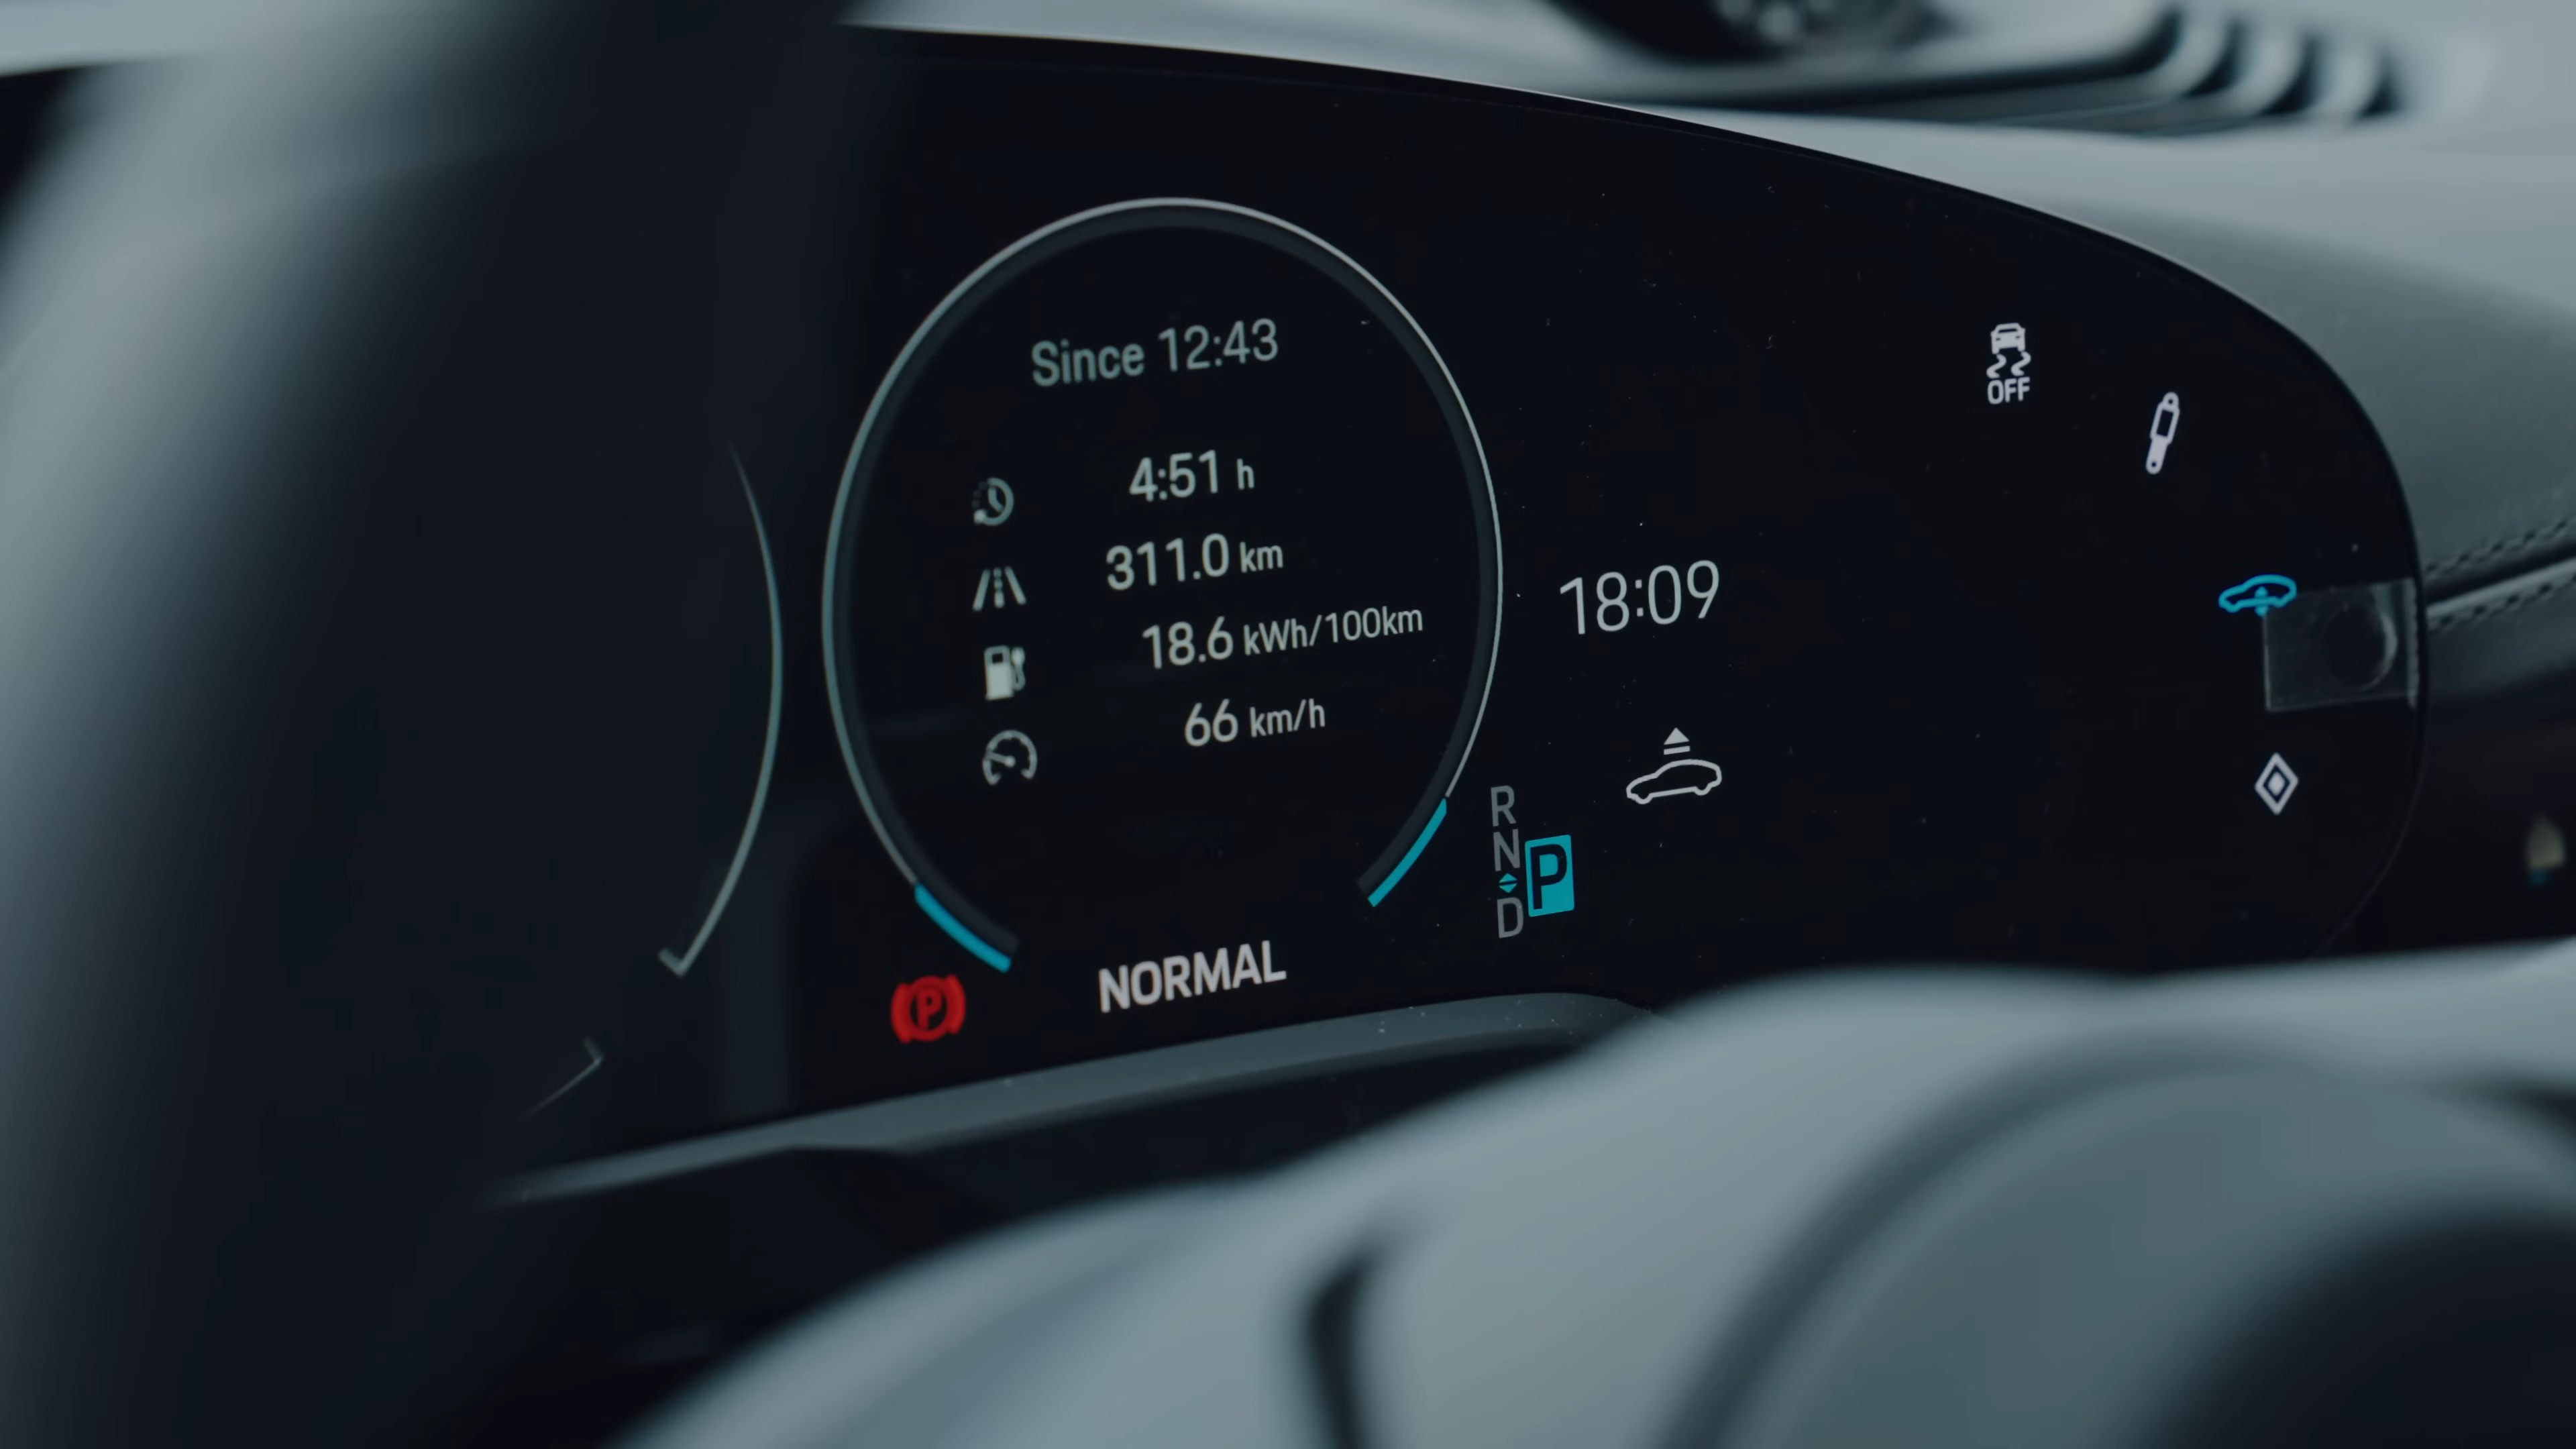 Since 12:43
4:51 h
311.0 km
18.6 kWh/100km
66 km/h
18:09
OFF
R
N
P
D
P
NORMAL